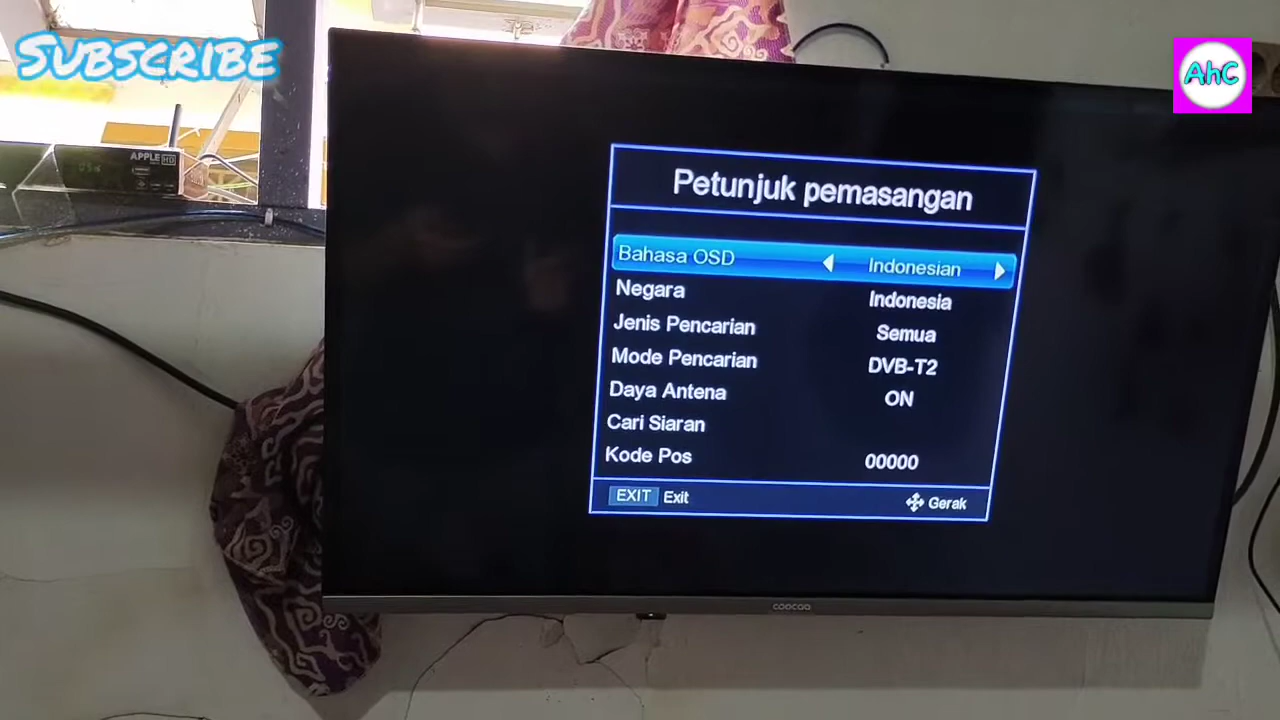 SUBSCRIBE
AhC
APPLE HD
Petunjuk pemasangan
Bahasa OSD Indonesian
Negara Indonesia
Jenis Pencarian Semua
Mode Pencarian DVB-T2
Daya Antena ON
Cari Siaran
Kode Pos 00000
EXIT Exit Gerak
coocaa